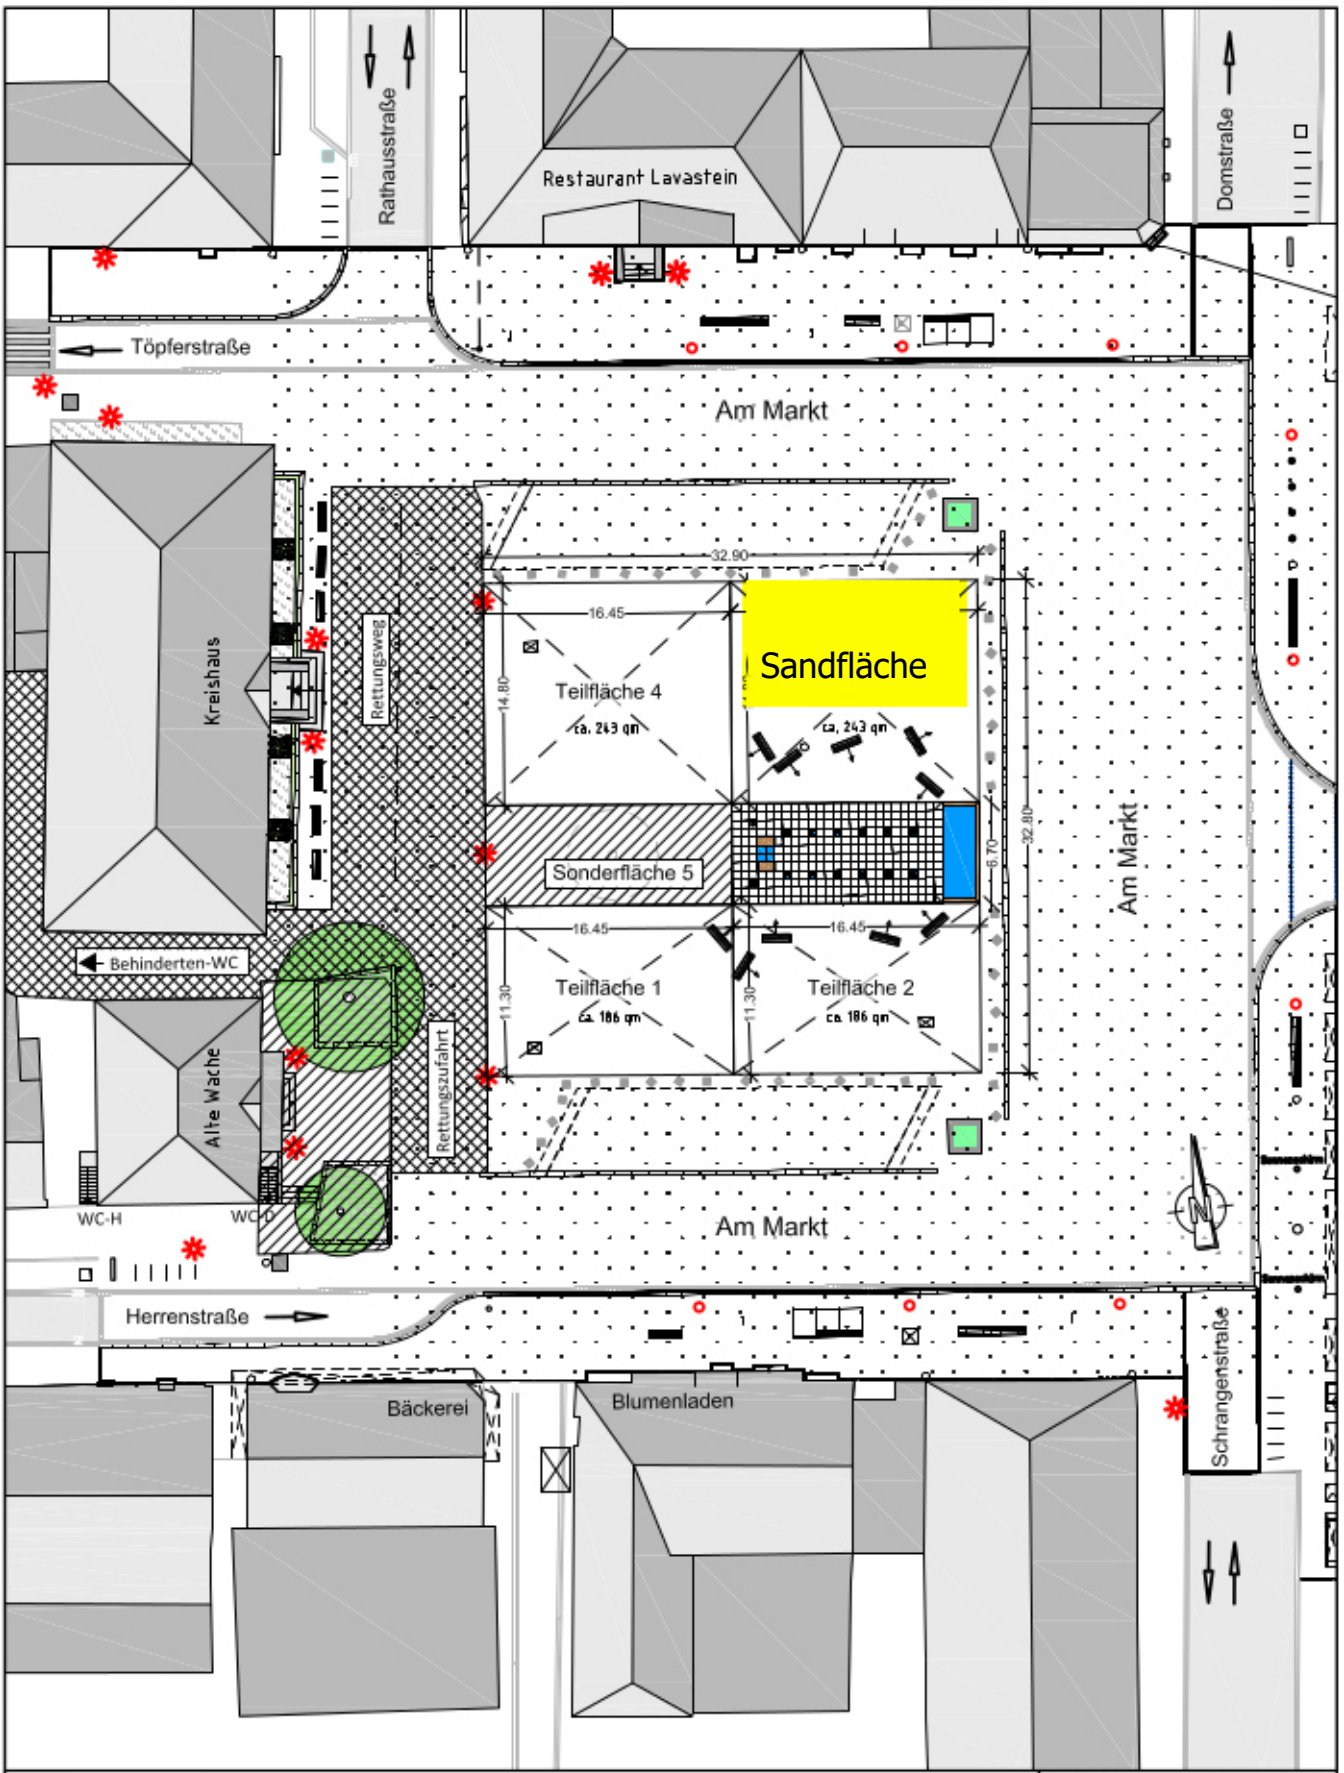 Rathausstraße
Restaurant Lavastein
Domstraße
Töpferstraße
Am Markt
32.90
16.45
Sandfläche
Rettungsweg
Kreishaus
14.80
Teilfläche 4
ca. 243 qm
ca. 243 qm
32.80
Am Markt
6.70
Sonderfläche 5
16.45
16.45
Behinderten-WC
Teilfläche 1
ca. 186 qm
Teilfläche 2
ca. 186 qm
11.30
11.30
Rettungszufahrt
Alte Wache
WC-H
WC-D
N
Am Markt
Herrenstraße
Schrangenstraße
Bäckerei
Blumenladen